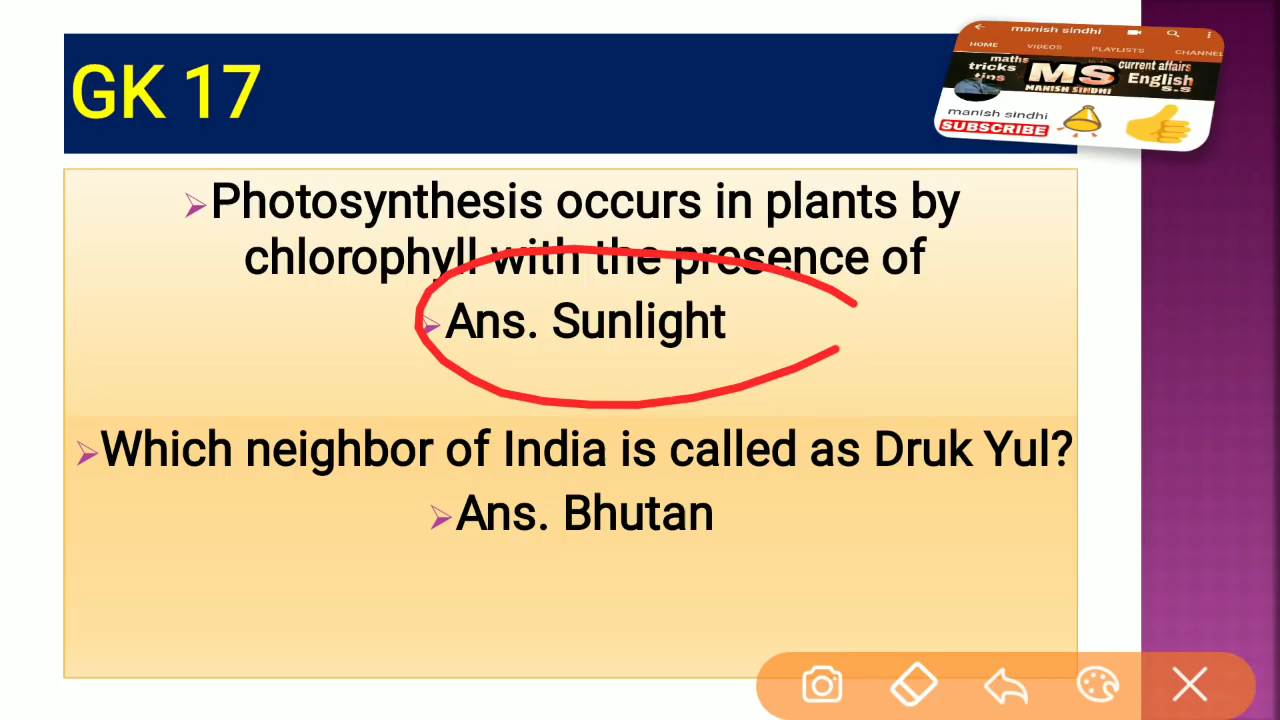 GK 17
manish sindhi
HOME VIDEOS PLAYLISTS CHANNEL
maths tricks tips
MS
MANISH SINDHI
current affairs English s.s
manish sindhi
SUBSCRIBE
Photosynthesis occurs in plants by
chlorophyll with the presence of
Ans. Sunlight
Which neighbor of India is called as Druk Yul?
Ans. Bhutan